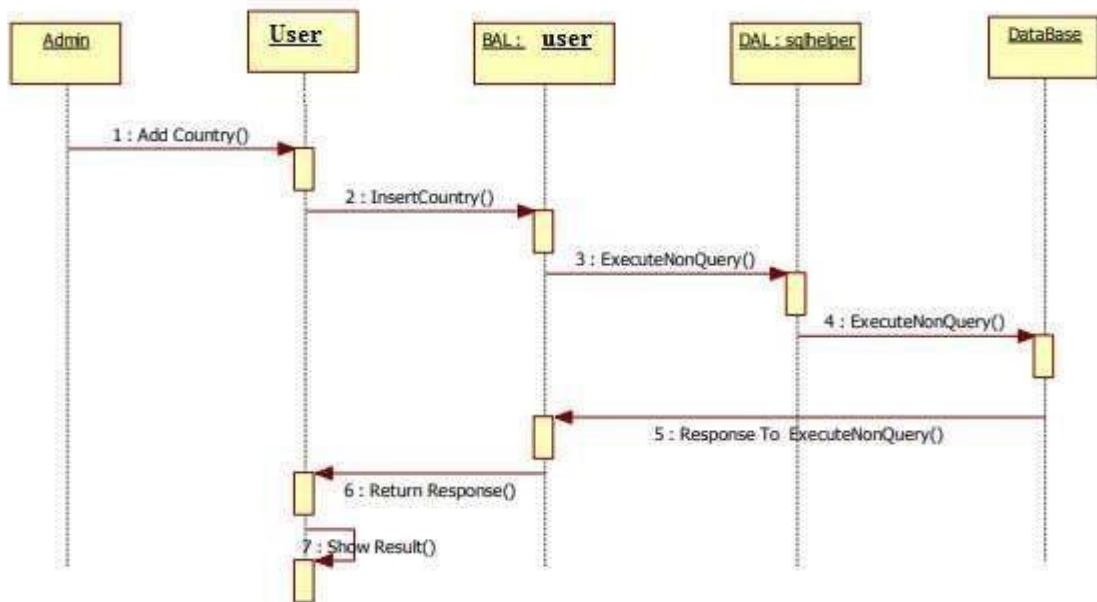 Admin
User
BAL: user
DAL: sqlhelper
DataBase
1 : Add Country()
2 : InsertCountry()
3 : ExecuteNonQuery()
4 : ExecuteNonQuery()
5 : Response To ExecuteNonQuery()
6 : Return Response()
7 : Show Result()